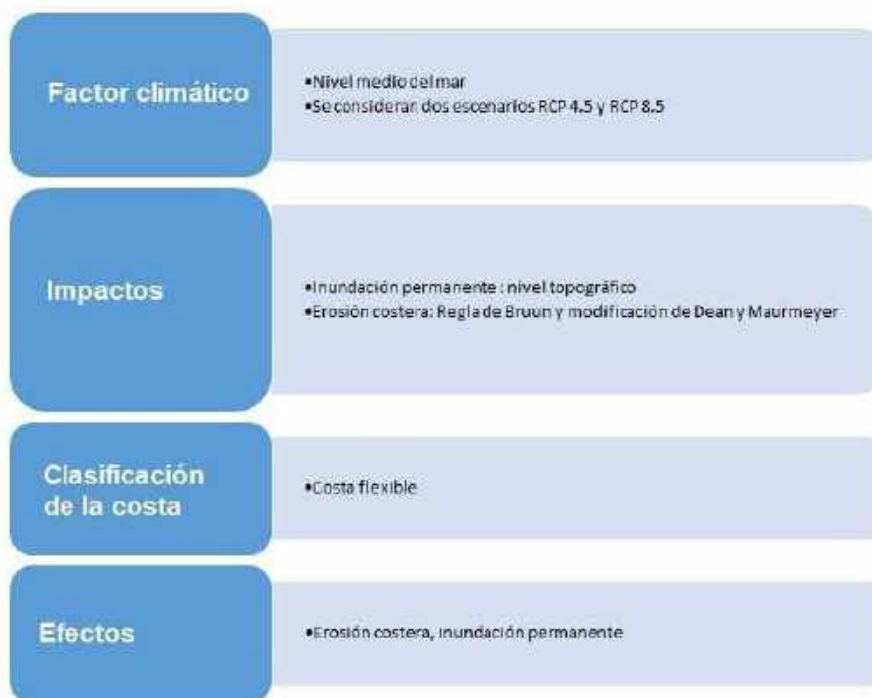 Factor climático
•Nivel medio del mar
•Se considerar dos escenarios RCP 4.5 y RCP 8.5
Impactos
•Inundación permanente : nivel topográfico
•Erosión costera: Regla de Bruun y modificación de Dean y Maurmeyer
Clasificación
de la costa
•Costa flexible
Efectos
•Erosión costera, inundación permanente